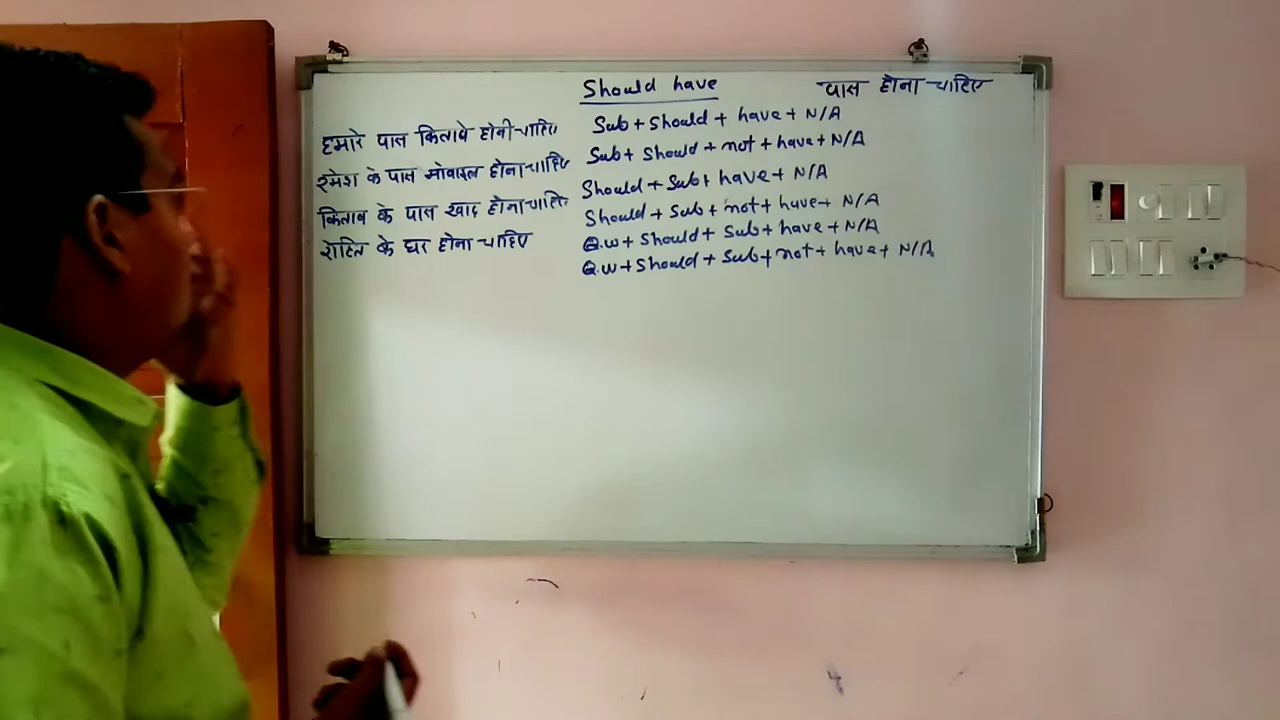 Should have
पास होना चाहिए
हमारे पास किताबे होनी चाहिए
रमेश के पास मोबाइल होना चाहिए
किताब के पास खाद होना चाहिए
रोहित के घर होना चाहिए
Sub + Should + have + N/A
Sub + Should + not + have + N/A
Should + Sub + have + N/A
Should + Sub + not + have + N/A
Q.w + Should + Sub + have + N/A
Q.w + Should + Sub + not + have + N/A